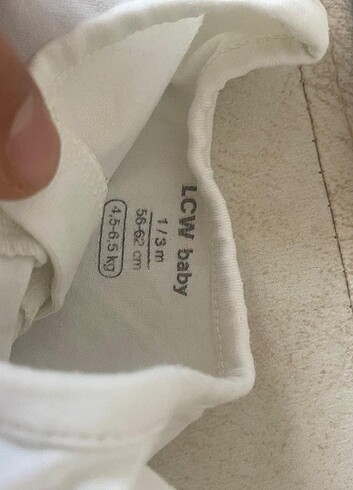 LCW baby
1 / 3 m
56-62 cm
4,5-6,5 kg